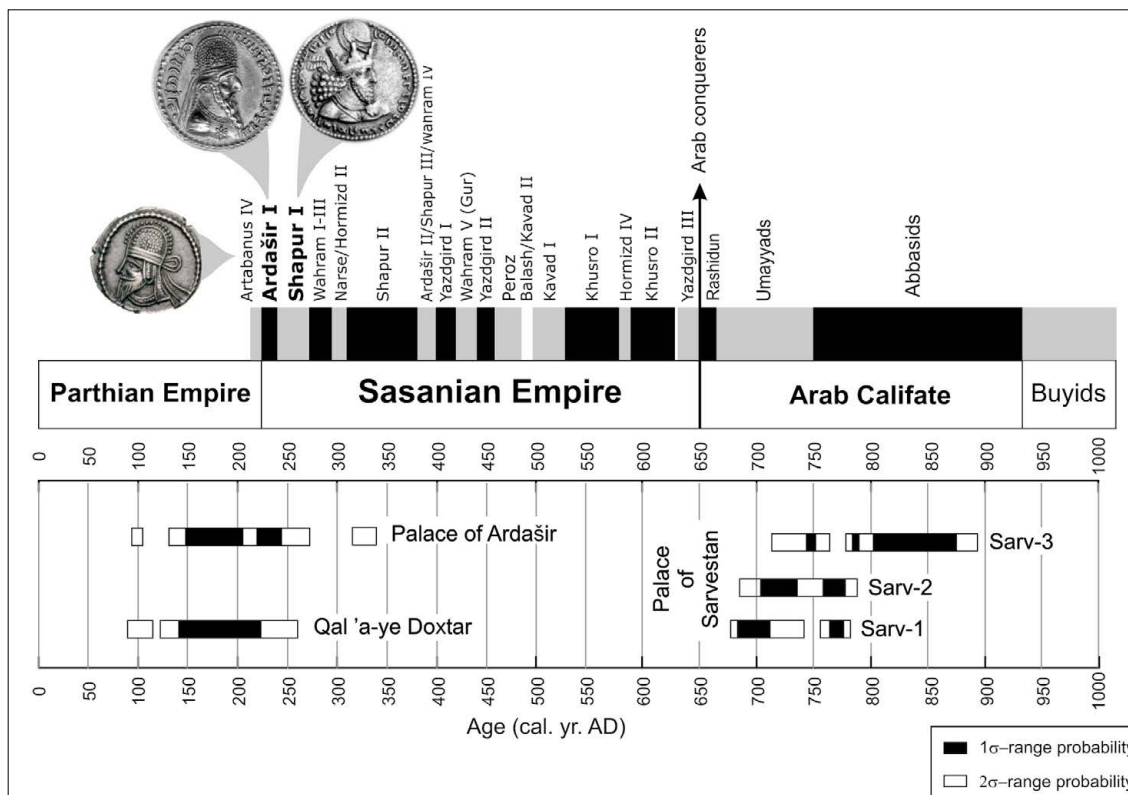 Artabanus IV
Ardašir I
Shapur I
Wahram I-III
Narse/Hormizd II
Shapur II
Ardašir II/Shapur III/wahram IV
Yazdgird I
Wahram V (Gur)
Yazdgird II
Peroz
Balash/Kavad II
Kavad I
Khusro I
Hormizd IV
Khusro II
Yazdgird III
Arab conquerers
Rashidun
Umayyads
Abbasids
Parthian Empire
Sasanian Empire
Arab Califate
Buyids
0 50 100 150 200 250 300 350 400 450 500 550 600 650 700 750 800 850 900 950 1000
Palace of Ardašir
Qal 'a-ye Doxtar
Palace
of
Sarvestan
Sarv-3
Sarv-2
Sarv-1
0 50 100 150 200 250 300 350 400 450 500 550 600 650 700 750 800 850 900 950 1000
Age (cal. yr. AD)
1σ–range probability
2σ–range probability